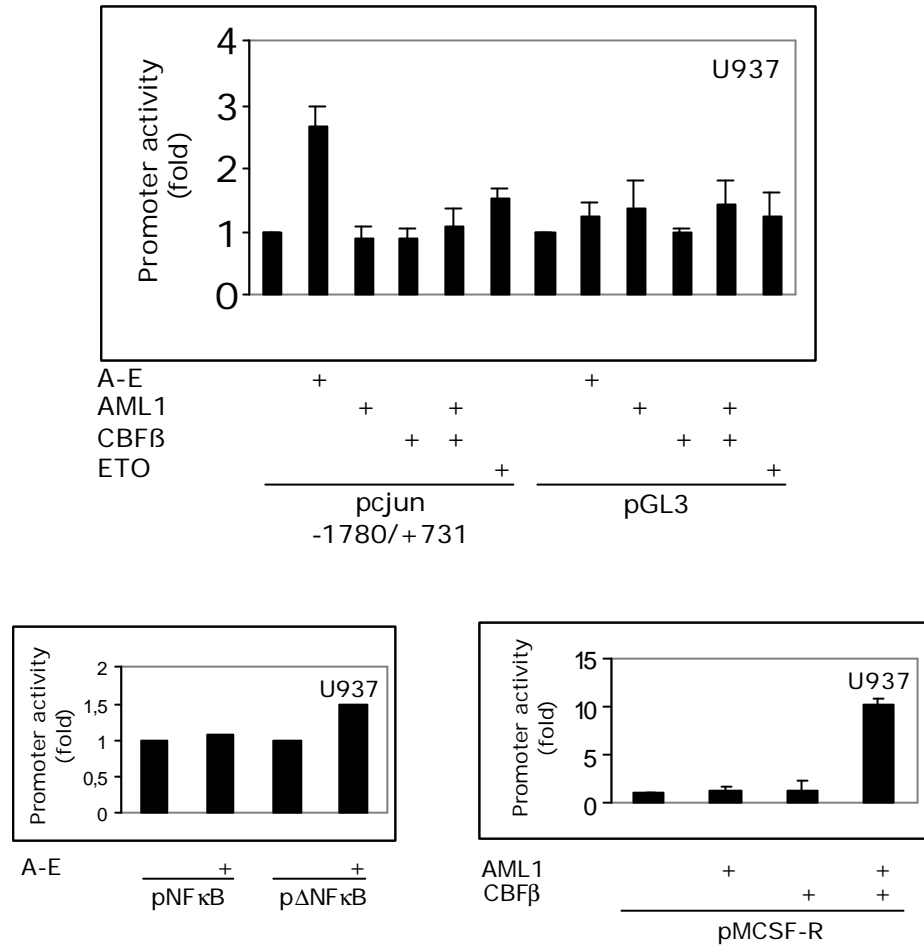 Promoter activity
(fold)
4
3
2
1
0
U937
A-E + +
AML1 + + + +
CBFß + + + +
ETO + +
pcjun
-1780/+731
pGL3
Promoter activity
(fold)
2
1,5
1
0,5
0
U937
A-E + +
pNFκB p∆NFκB
Promoter activity
(fold)
15
10
5
0
U937
AML1 + +
CBFβ + +
pMCSF-R